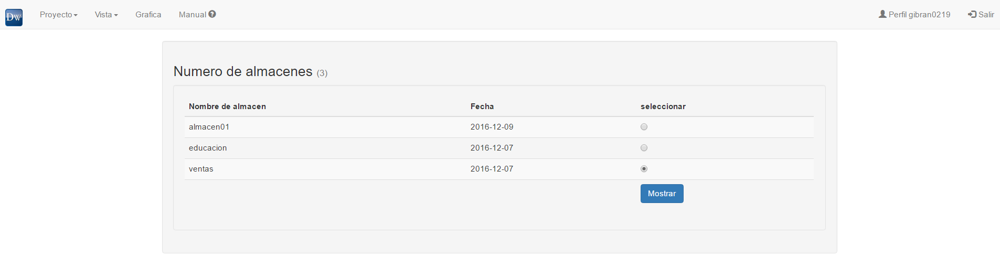 DW Proyecto Vista Grafica Manual Perfil gibran0219 Salir
Numero de almacenes (3)
Nombre de almacen Fecha seleccionar
almacen01 2016-12-09
educacion 2016-12-07
ventas 2016-12-07
Mostrar